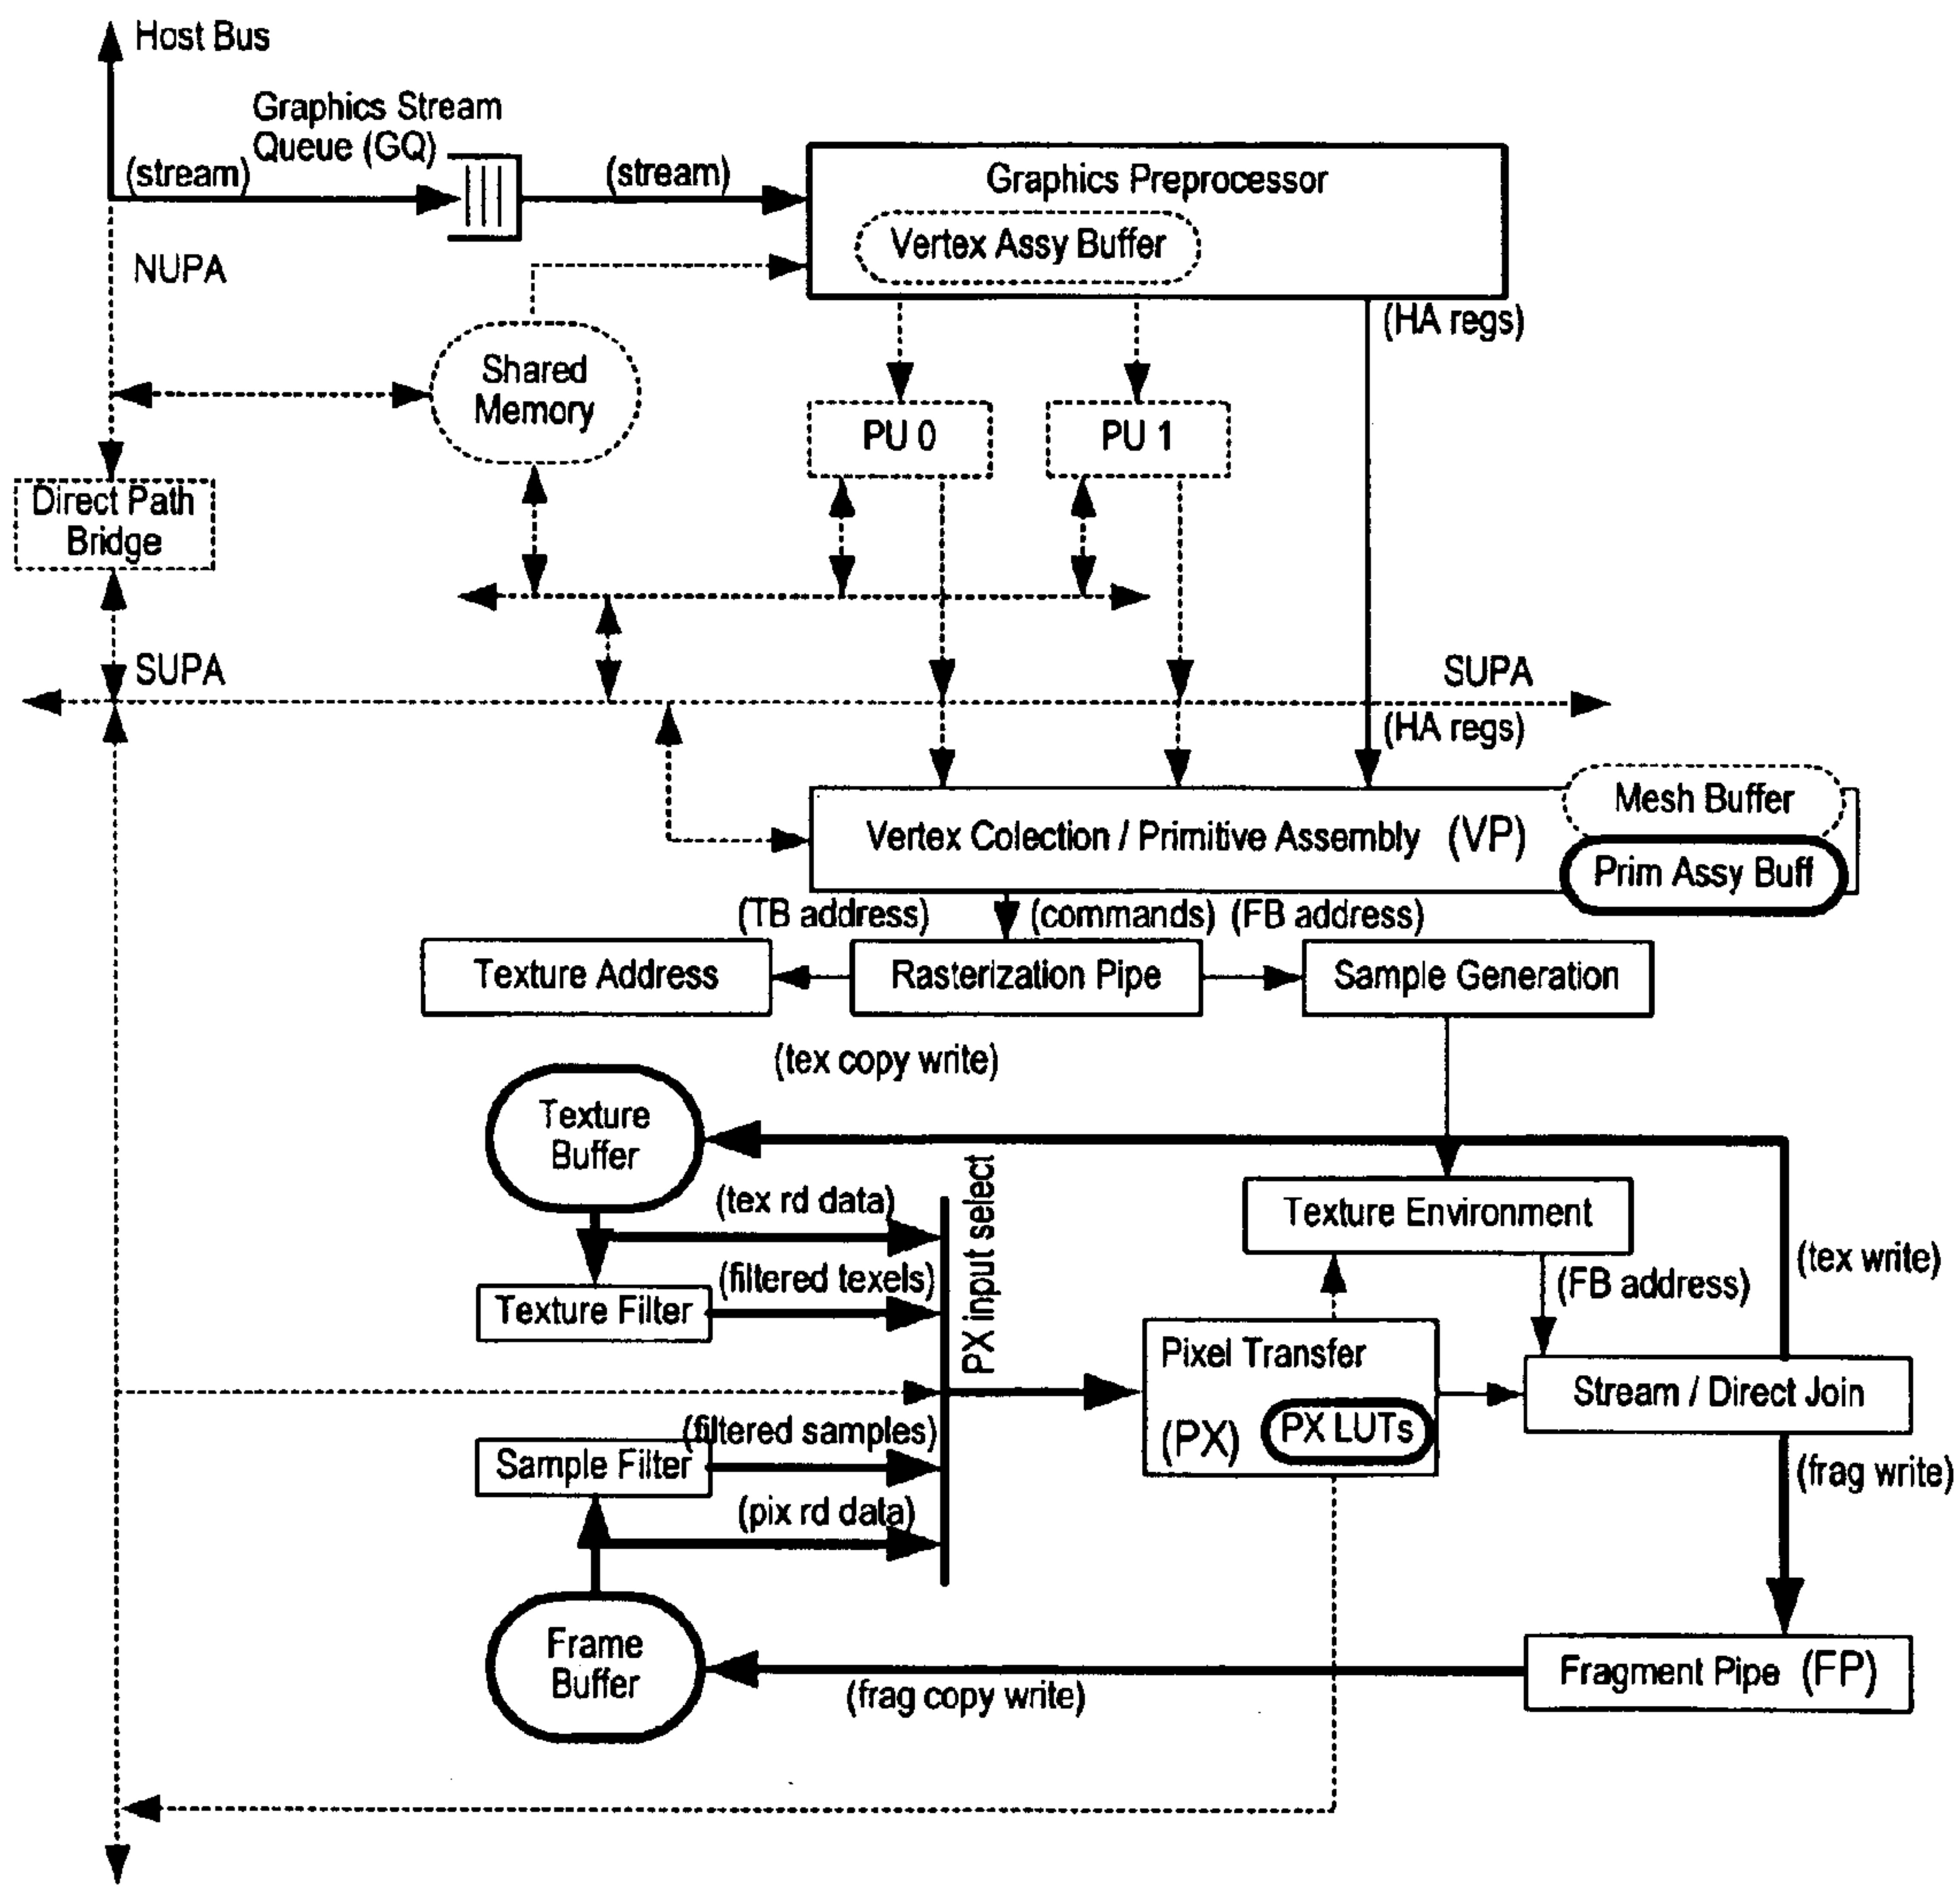 Host Bus
Graphics Stream
Queue (GQ)
(stream)
(stream)
Graphics Preprocessor
Vertex Assy Buffer
NUPA
(HA regs)
Shared
Memory
PU 0
PU 1
Direct Path
Bridge
SUPA
SUPA
(HA regs)
Mesh Buffer
Vertex Colection / Primitive Assembly (VP)
Prim Assy Buff
(TB address)
(commands)
(FB address)
Texture Address
Rasterization Pipe
Sample Generation
(tex copy write)
Texture
Buffer
PX input select
(tex rd data)
Texture Environment
(tex write)
(filtered texels)
(FB address)
Texture Filter
Pixel Transfer
Stream / Direct Join
(filtered samples)
(PX)
PX LUTs
Sample Filter
(frag write)
(pix rd data)
Frame
Buffer
Fragment Pipe (FP)
(frag copy write)